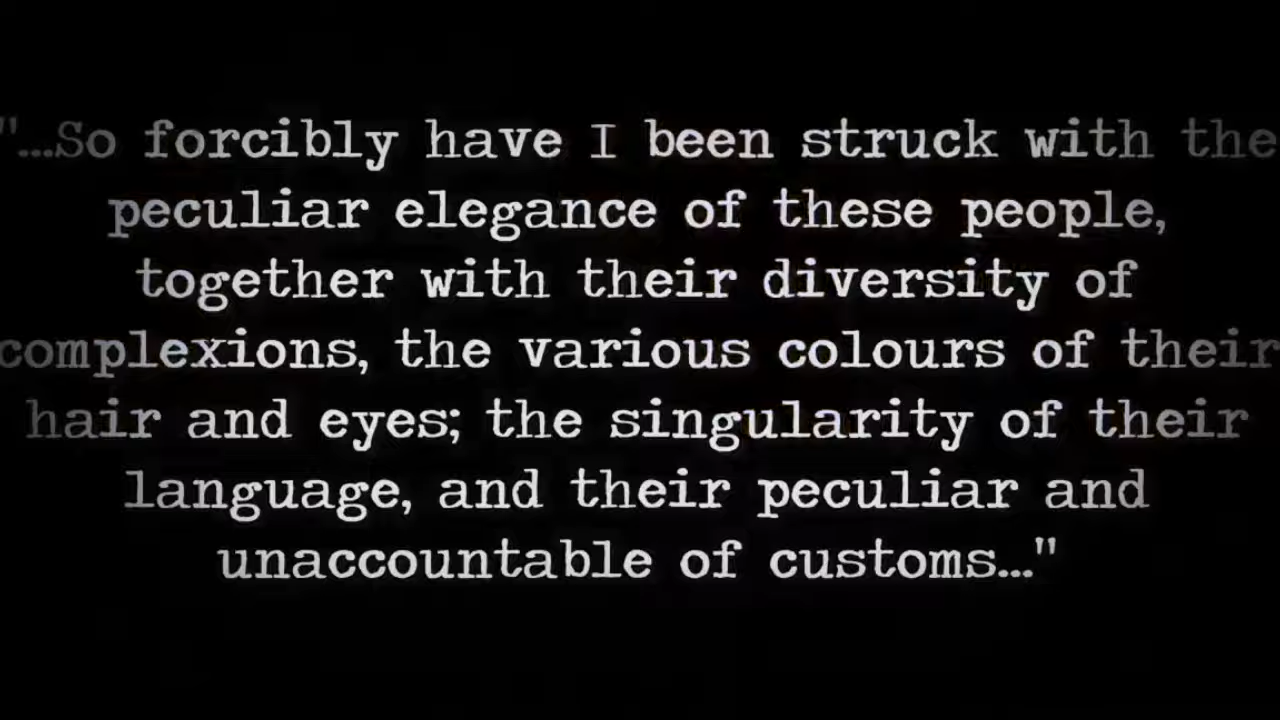 "...So forcibly have I been struck with the
peculiar elegance of these people,
together with their diversity of
complexions, the various colours of their
hair and eyes; the singularity of their
language, and their peculiar and
unaccountable of customs..."